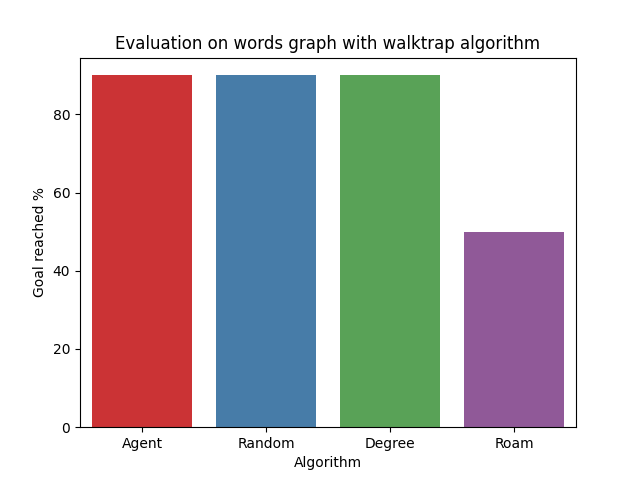 Evaluation on words graph with walktrap algorithm
Goal reached %
80
60
40
20
0
Agent Random Degree Roam
Algorithm